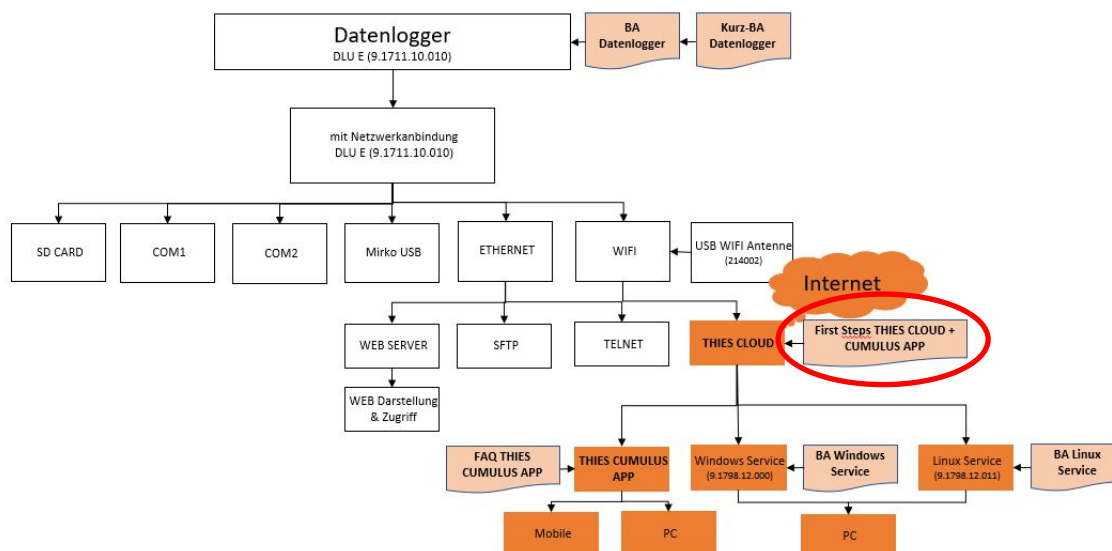 Datenlogger
DLU E (9.1711.10.010)
BA
Datenlogger
Kurz-BA
Datenlogger
mit Netzwerkanbindung
DLU E (9.1711.10.010)
SD CARD
COM1
COM2
Mirko USB
ETHERNET
WIFI
USB WIFI Antenne
(214002)
Internet
WEB SERVER
SFTP
TELNET
THIES CLOUD
First Steps THIES CLOUD +
CUMULUS APP
WEB Darstellung
& Zugriff
FAQ THIES
CUMULUS APP
THIES CUMULUS
APP
Windows Service
(9.1798.12.000)
BA Windows
Service
Linux Service
(9.1798.12.011)
BA Linux
Service
Mobile
PC
PC